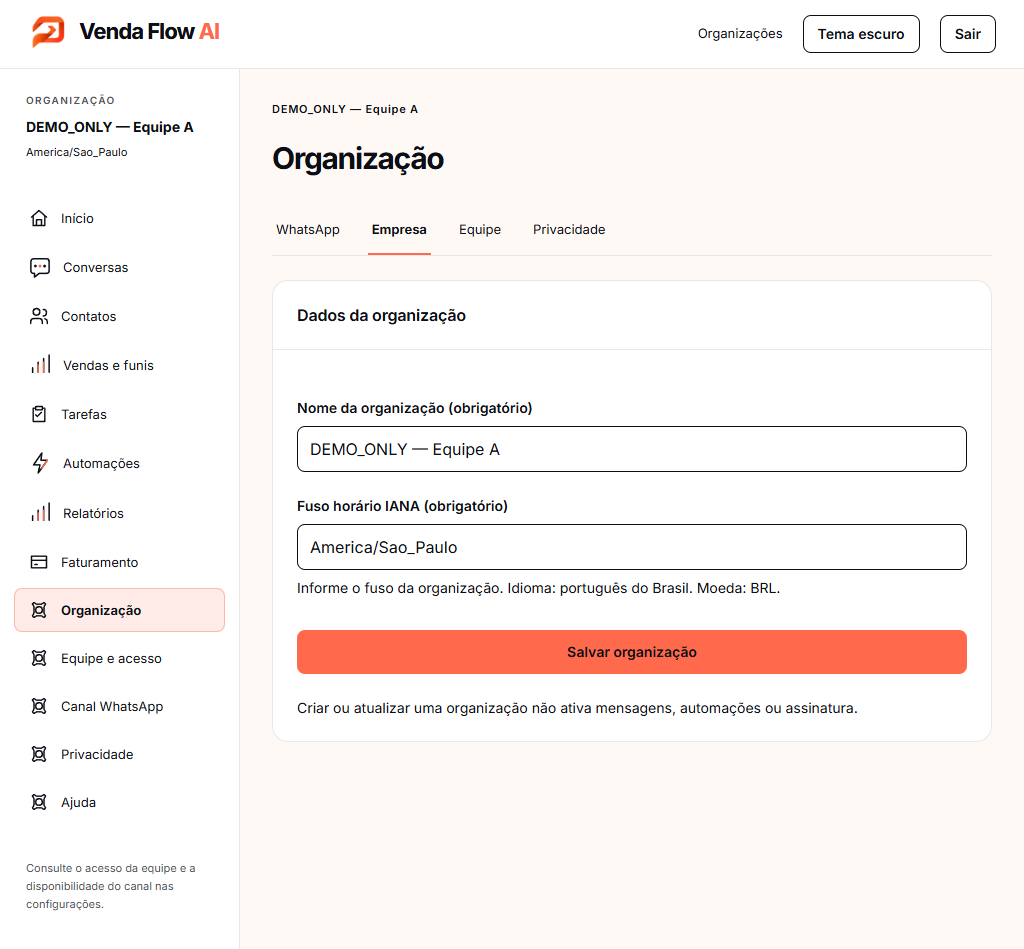 Venda Flow AI
Organizações
Tema escuro
Sair
ORGANIZAÇÃO
DEMO_ONLY — Equipe A
America/Sao_Paulo
Início
Conversas
Contatos
Vendas e funis
Tarefas
Automações
Relatórios
Faturamento
Organização
Equipe e acesso
Canal WhatsApp
Privacidade
Ajuda
Consulte o acesso da equipe e a
disponibilidade do canal nas
configurações.
DEMO_ONLY — Equipe A
Organização
WhatsApp
Empresa
Equipe
Privacidade
Dados da organização
Nome da organização (obrigatório)
DEMO_ONLY — Equipe A
Fuso horário IANA (obrigatório)
America/Sao_Paulo
Informe o fuso da organização. Idioma: português do Brasil. Moeda: BRL.
Salvar organização
Criar ou atualizar uma organização não ativa mensagens, automações ou assinatura.